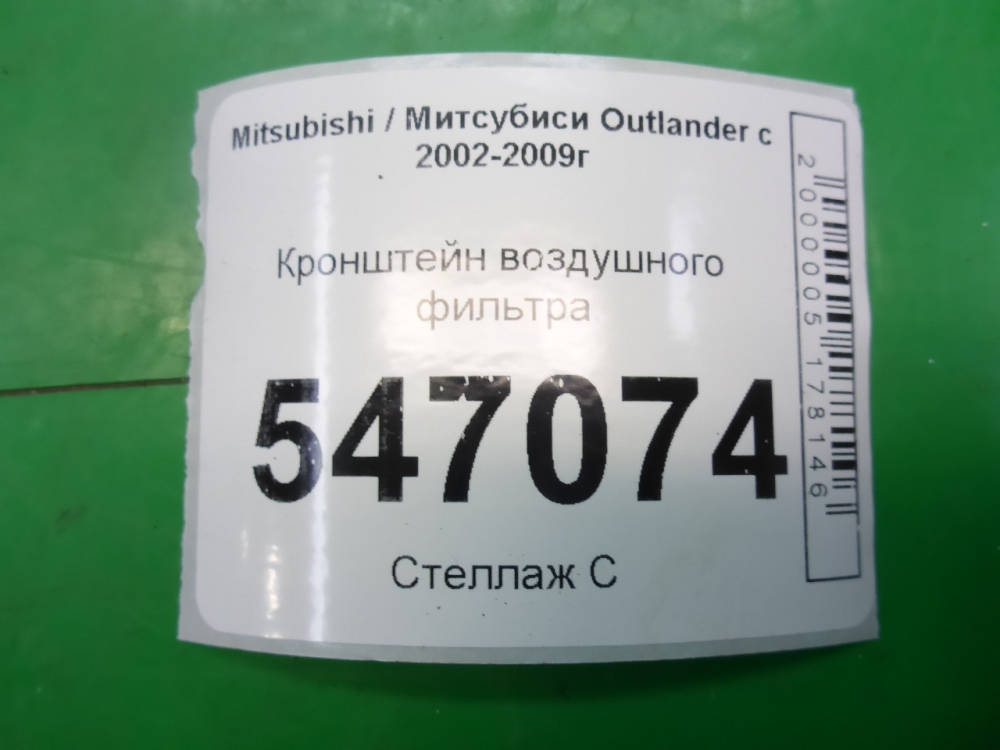 Mitsubishi / Митсубиси Outlander с
2002-2009г
Кронштейн воздушного
фильтра
547074
Стеллаж С
2000005178146